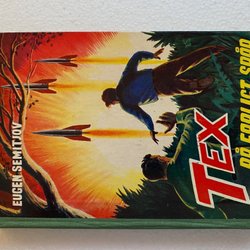 EUGEN SEMITJOV
TEX
PÅ FARLIGT SPÅR